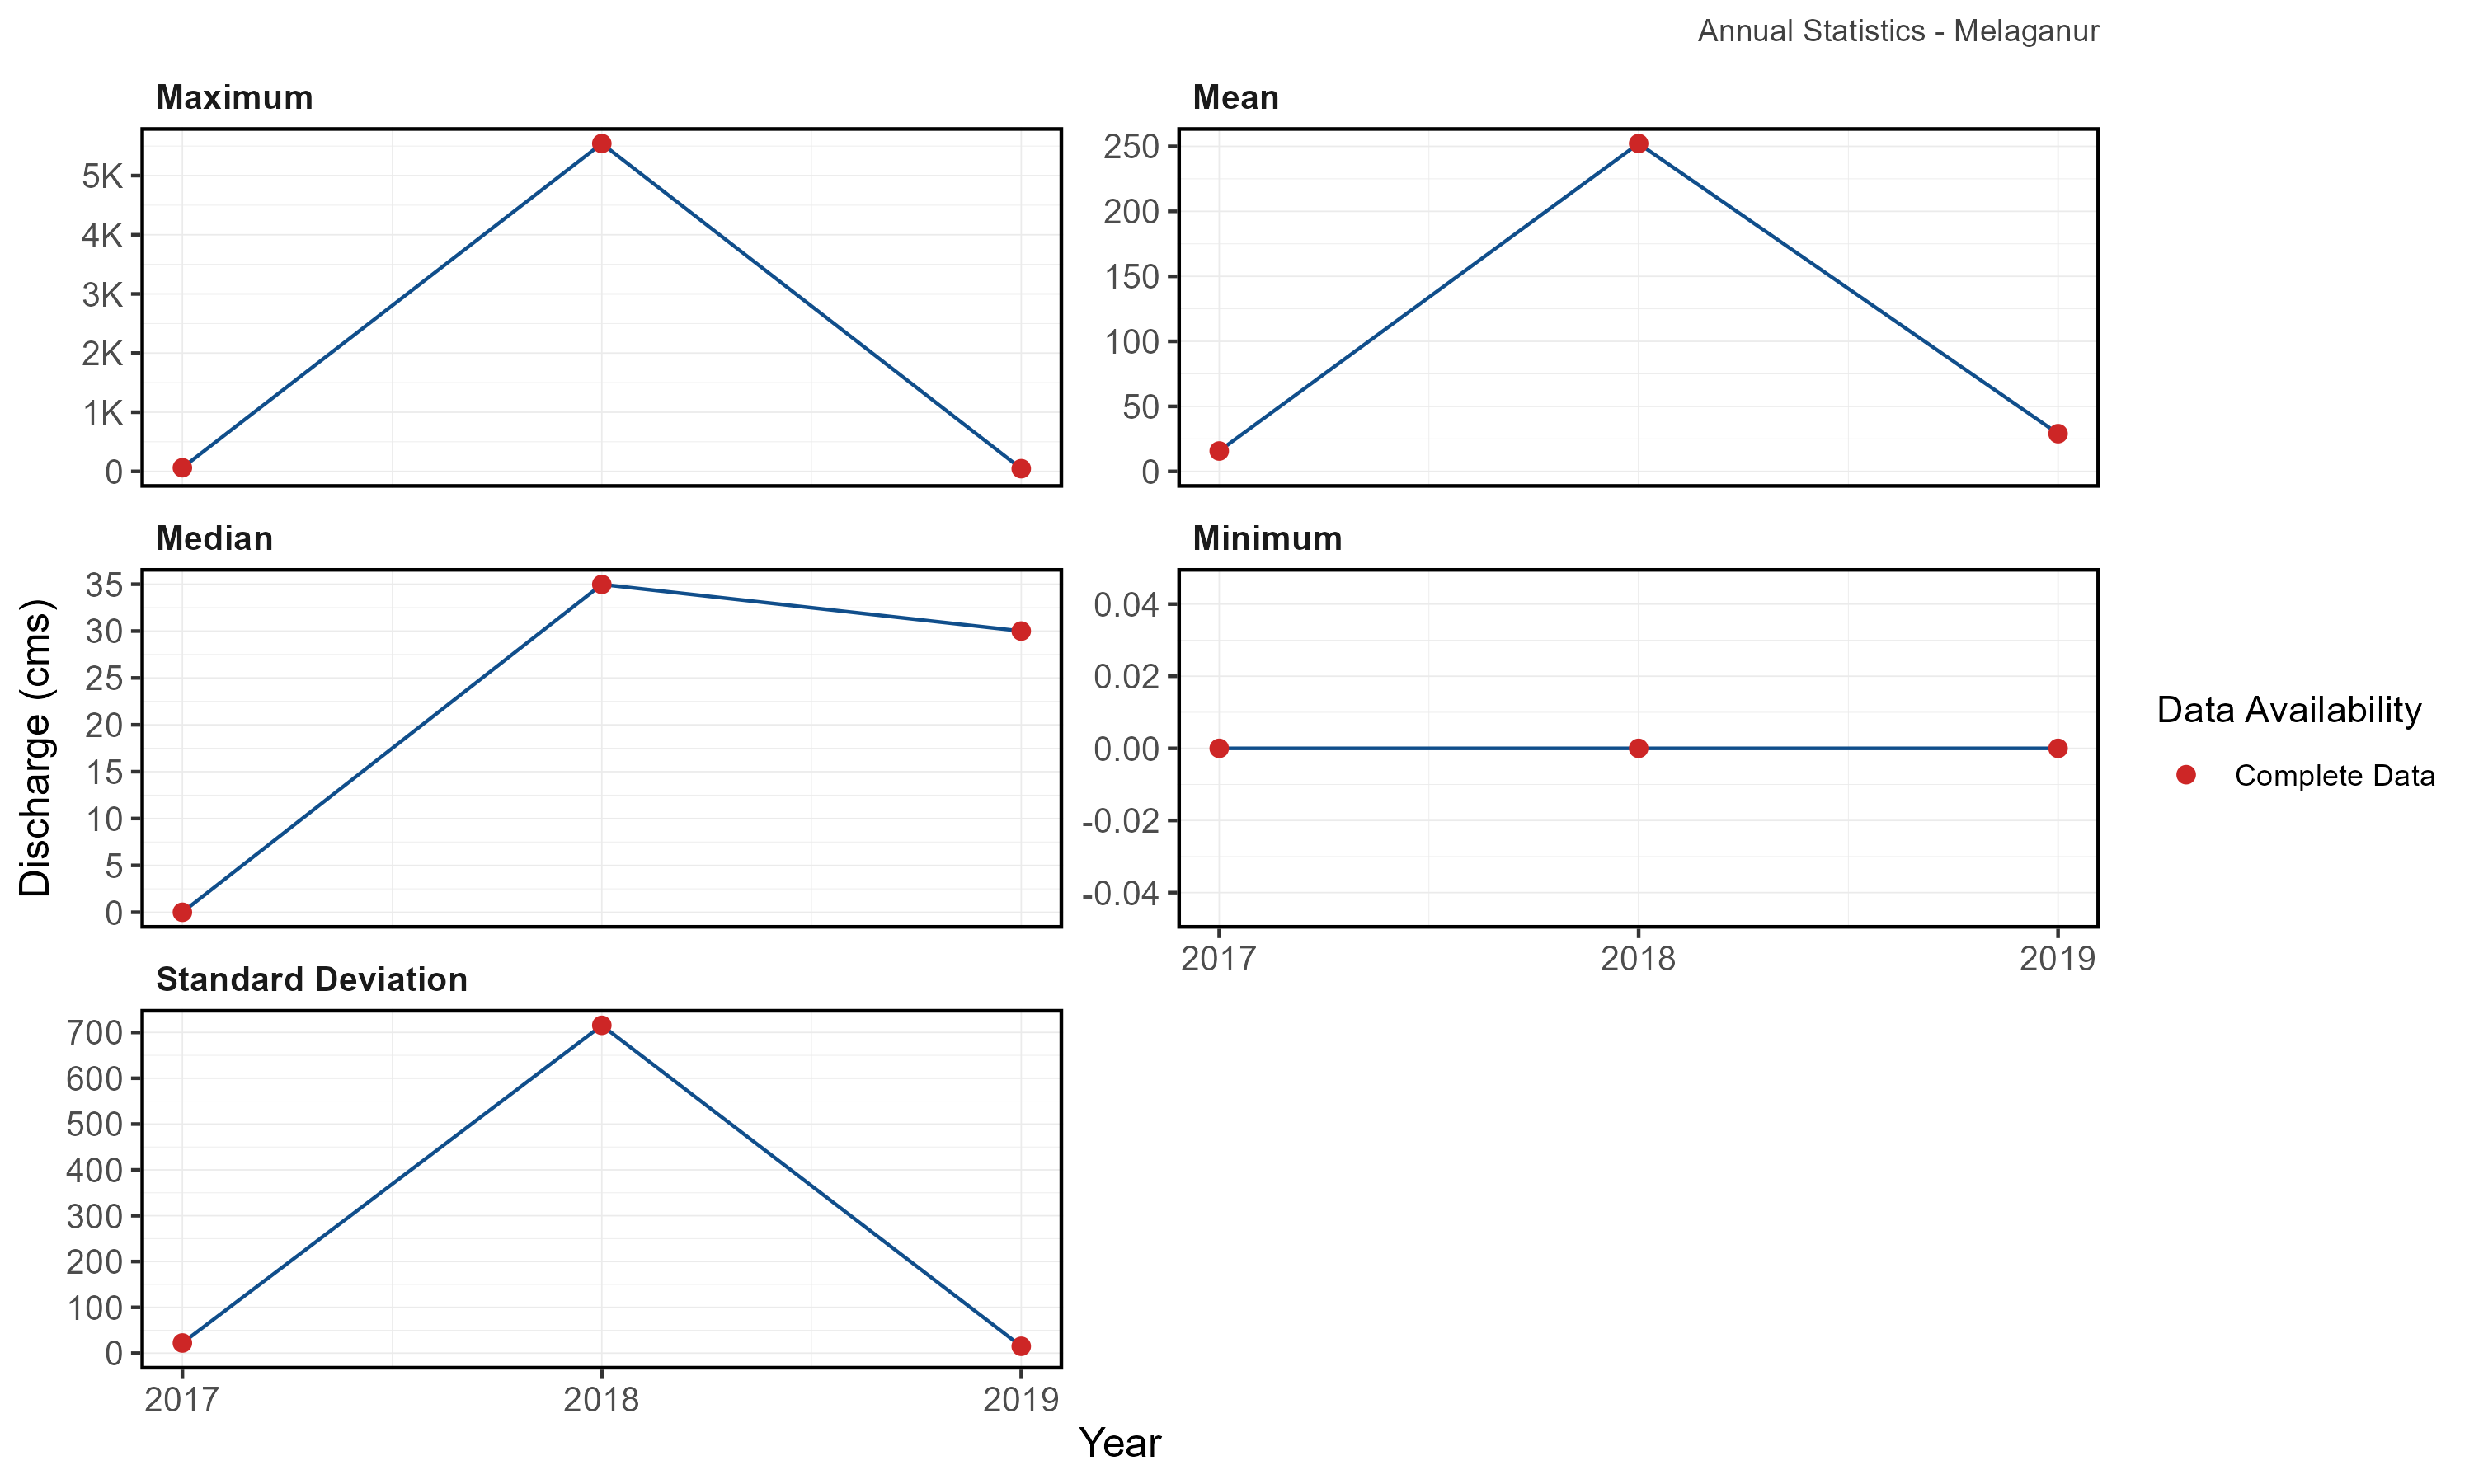 Annual Statistics - Melaganur
Maximum
5K
4K
3K
2K
1K
0
Mean
250
200
150
100
50
0
Median
35
30
25
20
15
10
5
0
Minimum
0.04
0.02
0.00
-0.02
-0.04
2017 2018 2019
Standard Deviation
700
600
500
400
300
200
100
0
2017 2018 2019
Discharge (cms)
Year
Data Availability
Complete Data